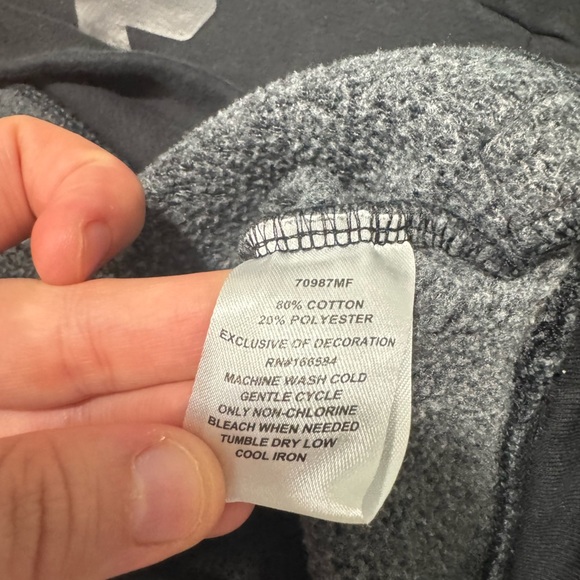 70987MF
80% COTTON
20% POLYESTER
EXCLUSIVE OF DECORATION
RN#166584
MACHINE WASH COLD
GENTLE CYCLE
ONLY NON-CHLORINE
BLEACH WHEN NEEDED
TUMBLE DRY LOW
COOL IRON